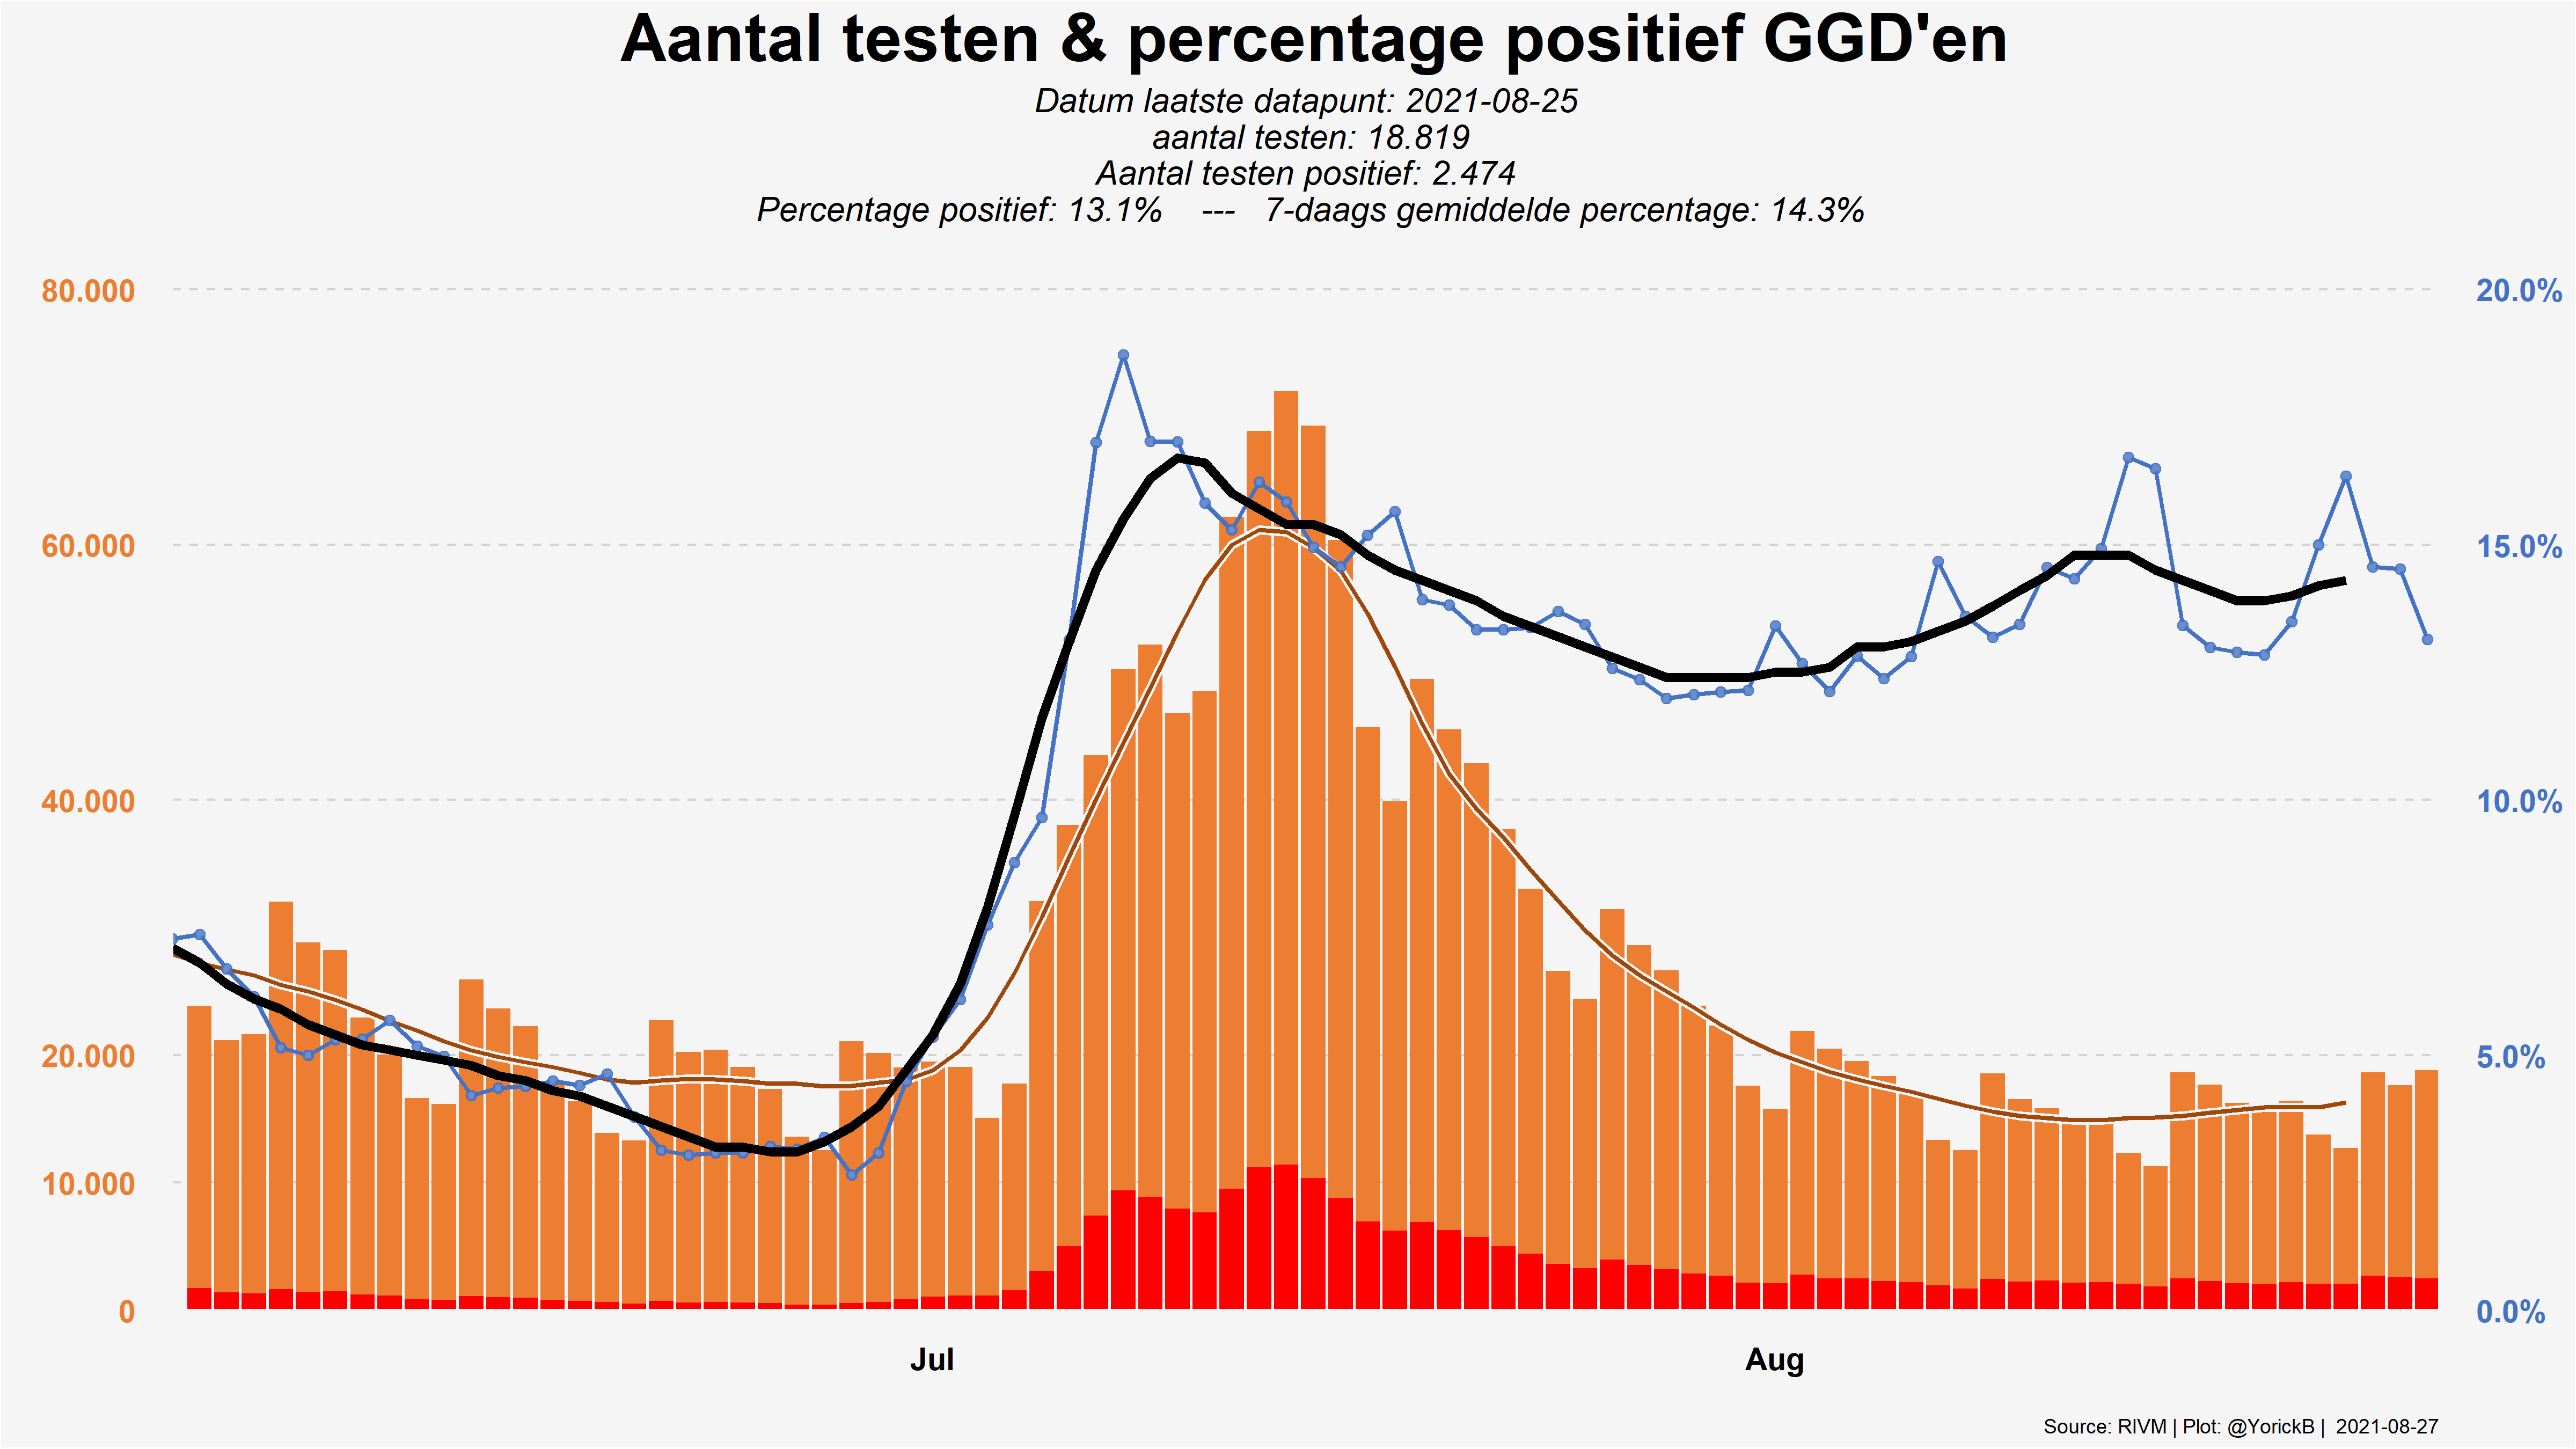 Aantal testen & percentage positief GGD'en
Datum laatste datapunt: 2021-08-25
aantal testen: 18.819
Aantal testen positief: 2.474
Percentage positief: 13.1% --- 7-daags gemiddelde percentage: 14.3%
80.000
20.0%
60.000
15.0%
40.000
10.0%
20.000
5.0%
10.000
0
0.0%
Jul
Aug
Source: RIVM | Plot: @YorickB | 2021-08-27